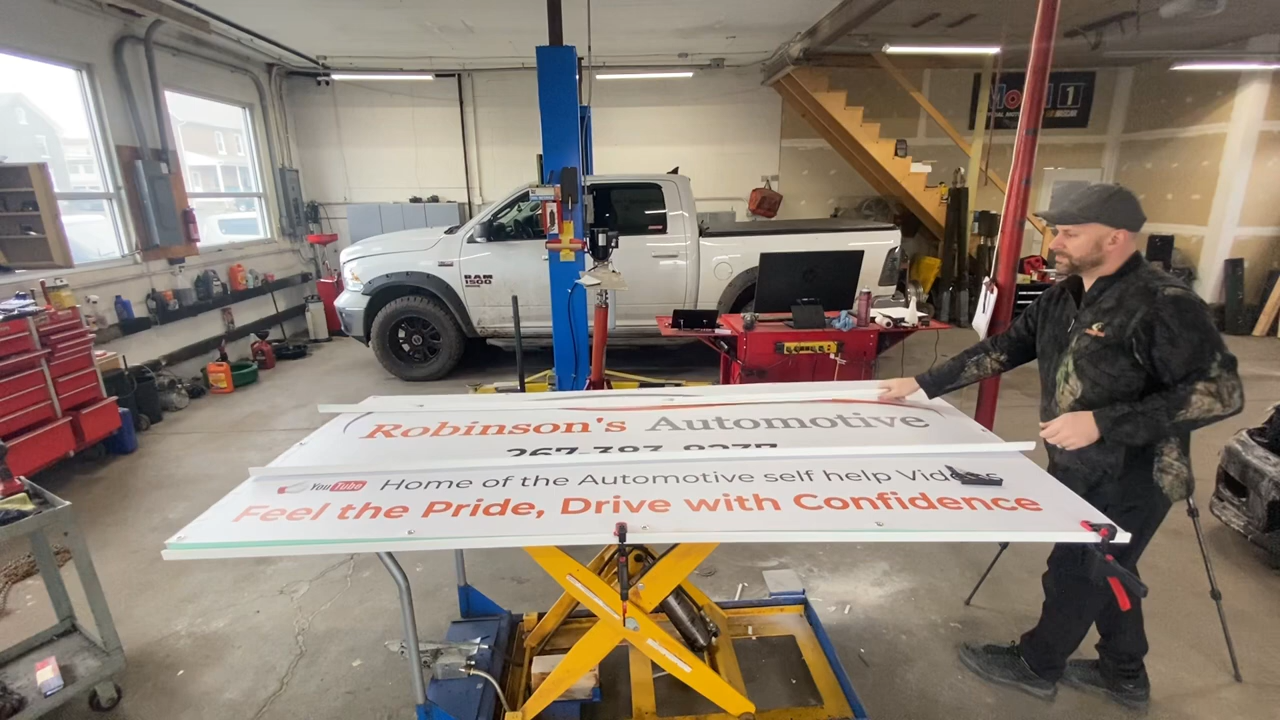 Mobil 1
RAM
1500
Robinson's Automotive
YouTube Home of the Automotive self help Videos
Feel the Pride, Drive with Confidence